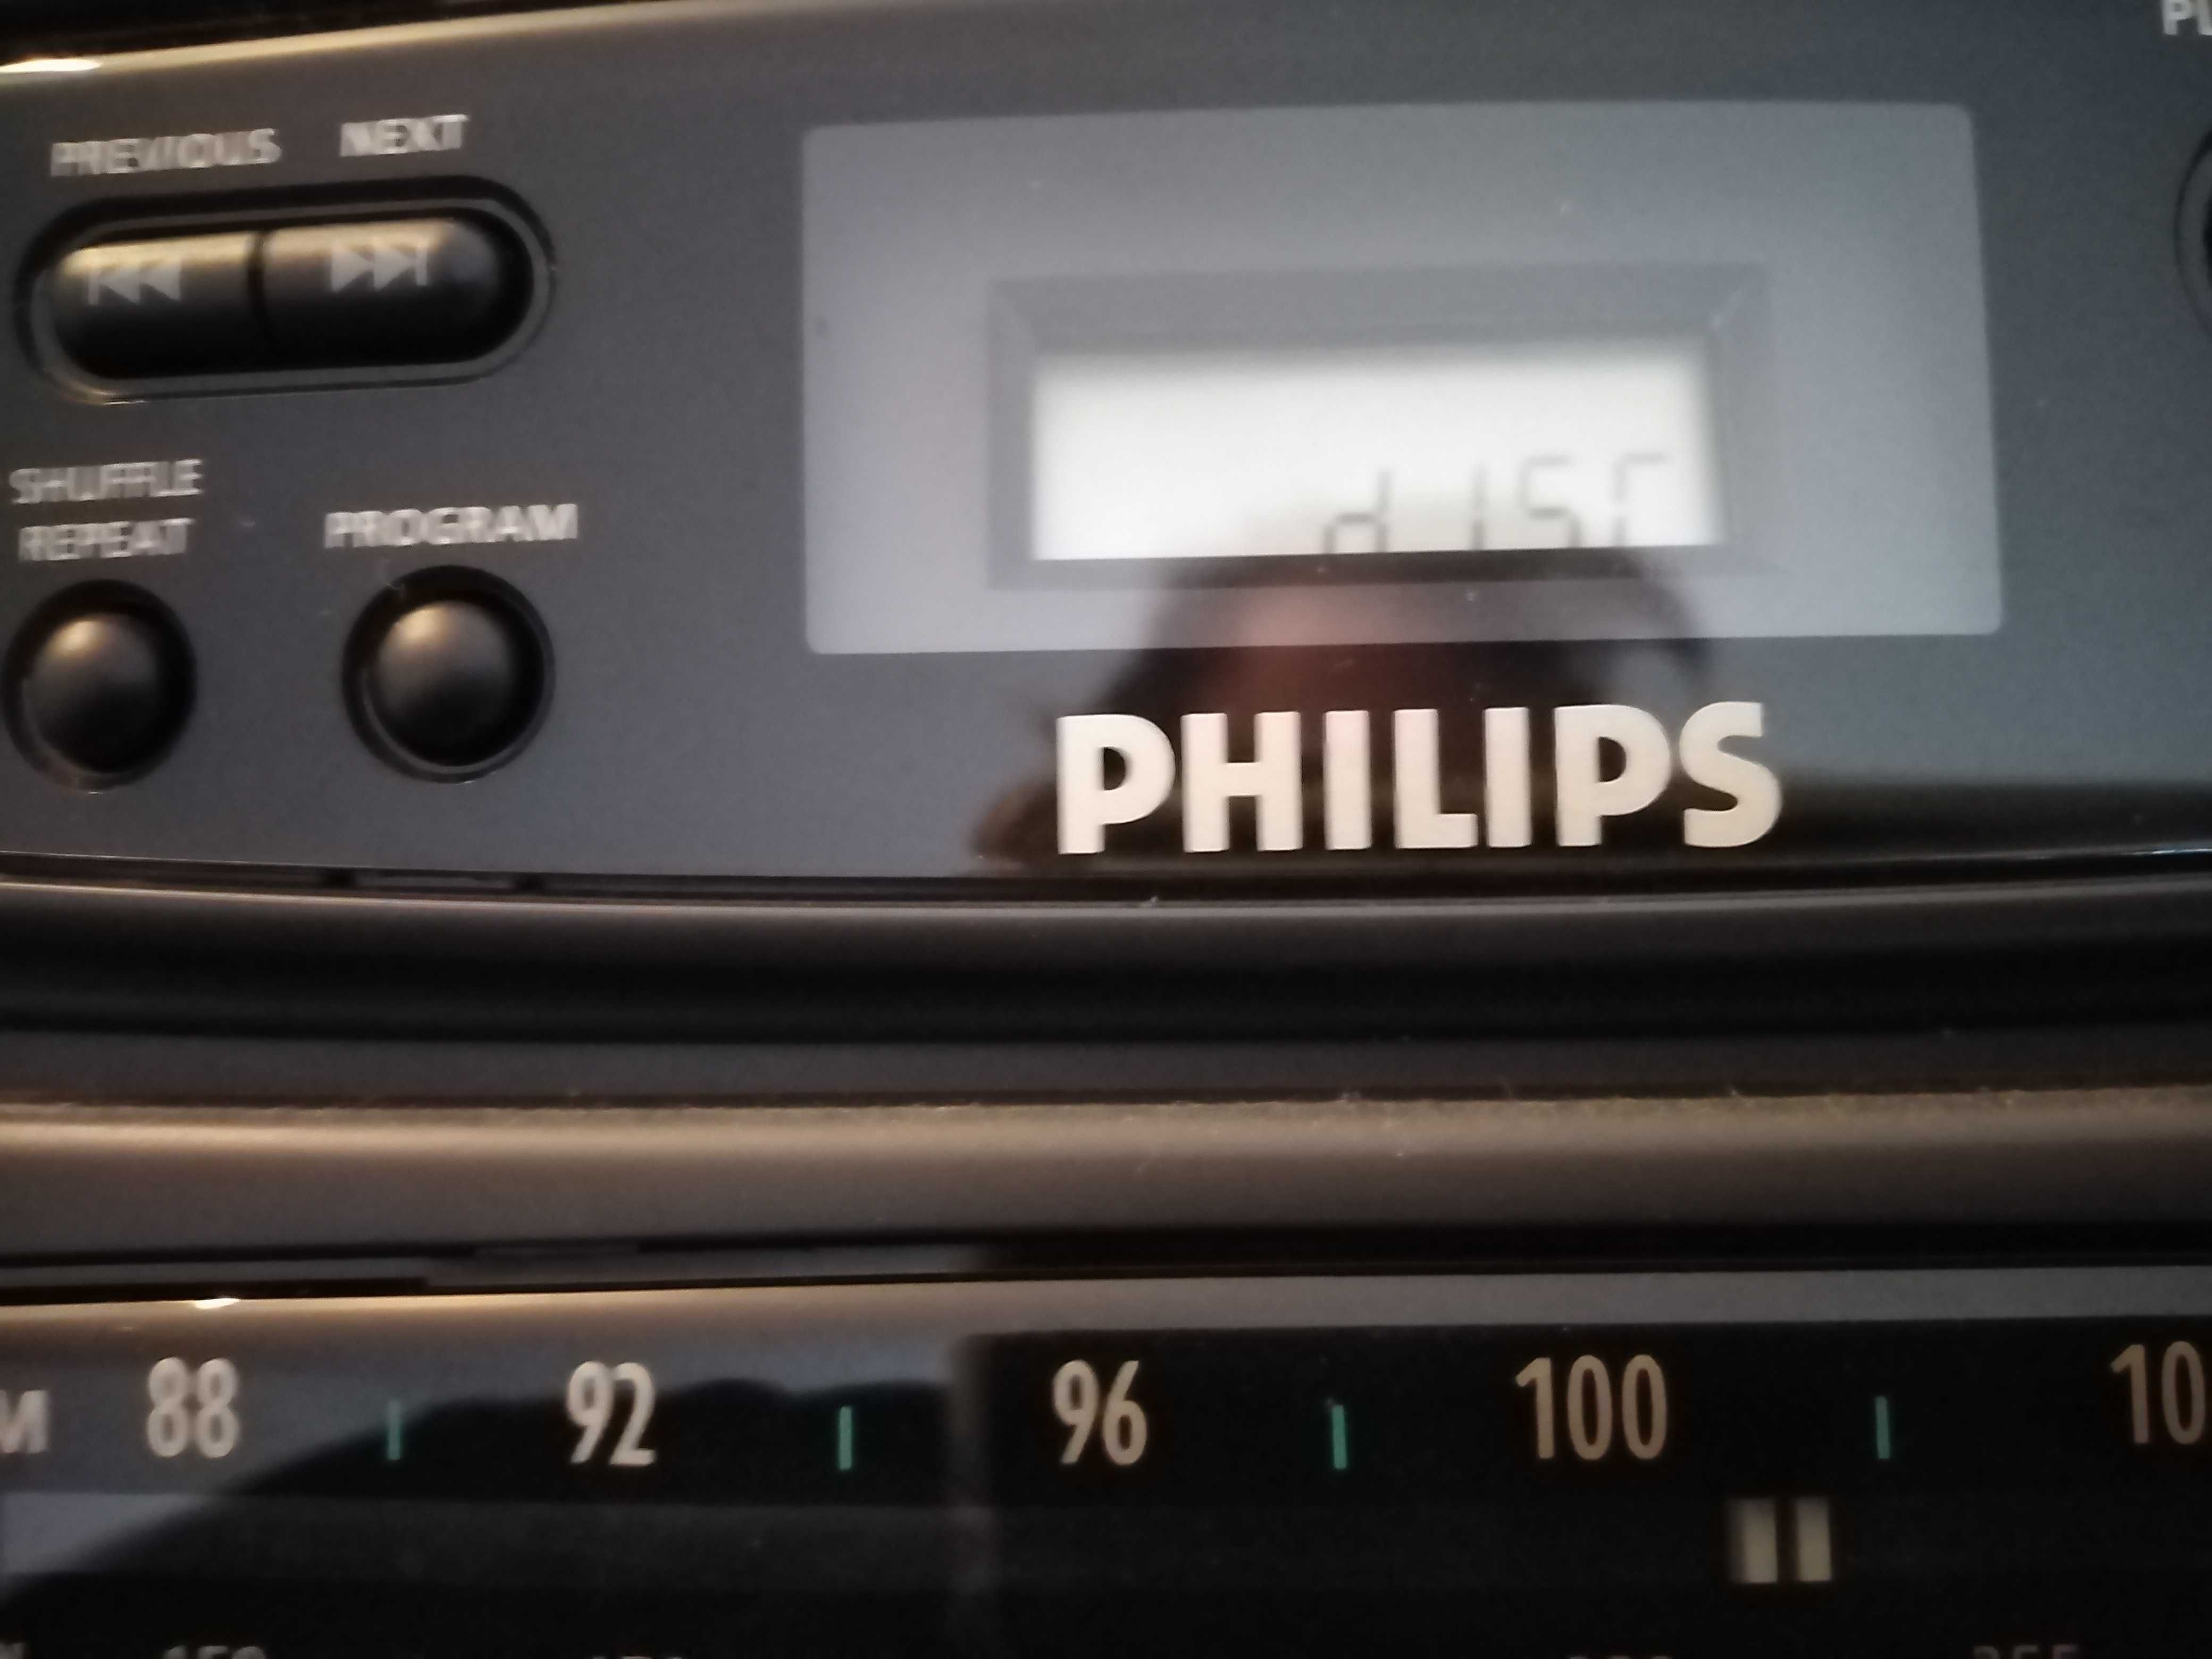 PREVIOUS NEXT
SHUFFLE
REPEAT
PROGRAM
dISC
PHILIPS
88 92 96 100